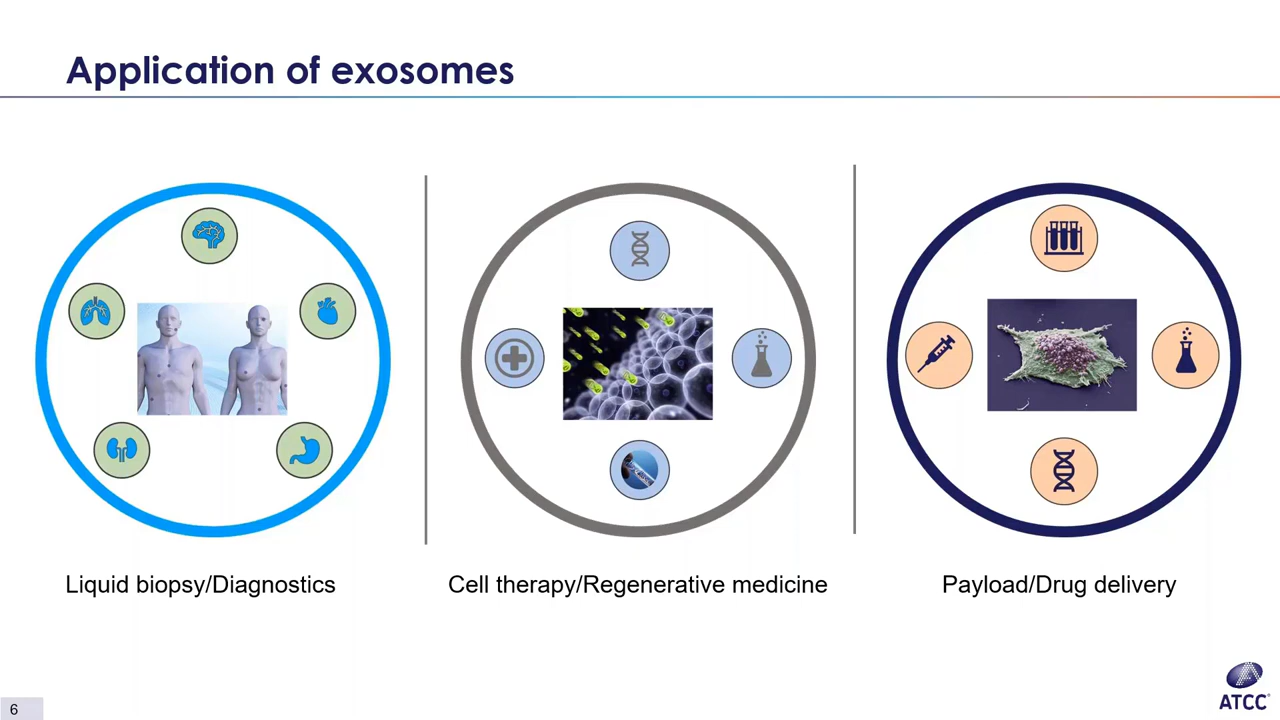 Application of exosomes
Liquid biopsy/Diagnostics
Cell therapy/Regenerative medicine
Payload/Drug delivery
6
ATCC